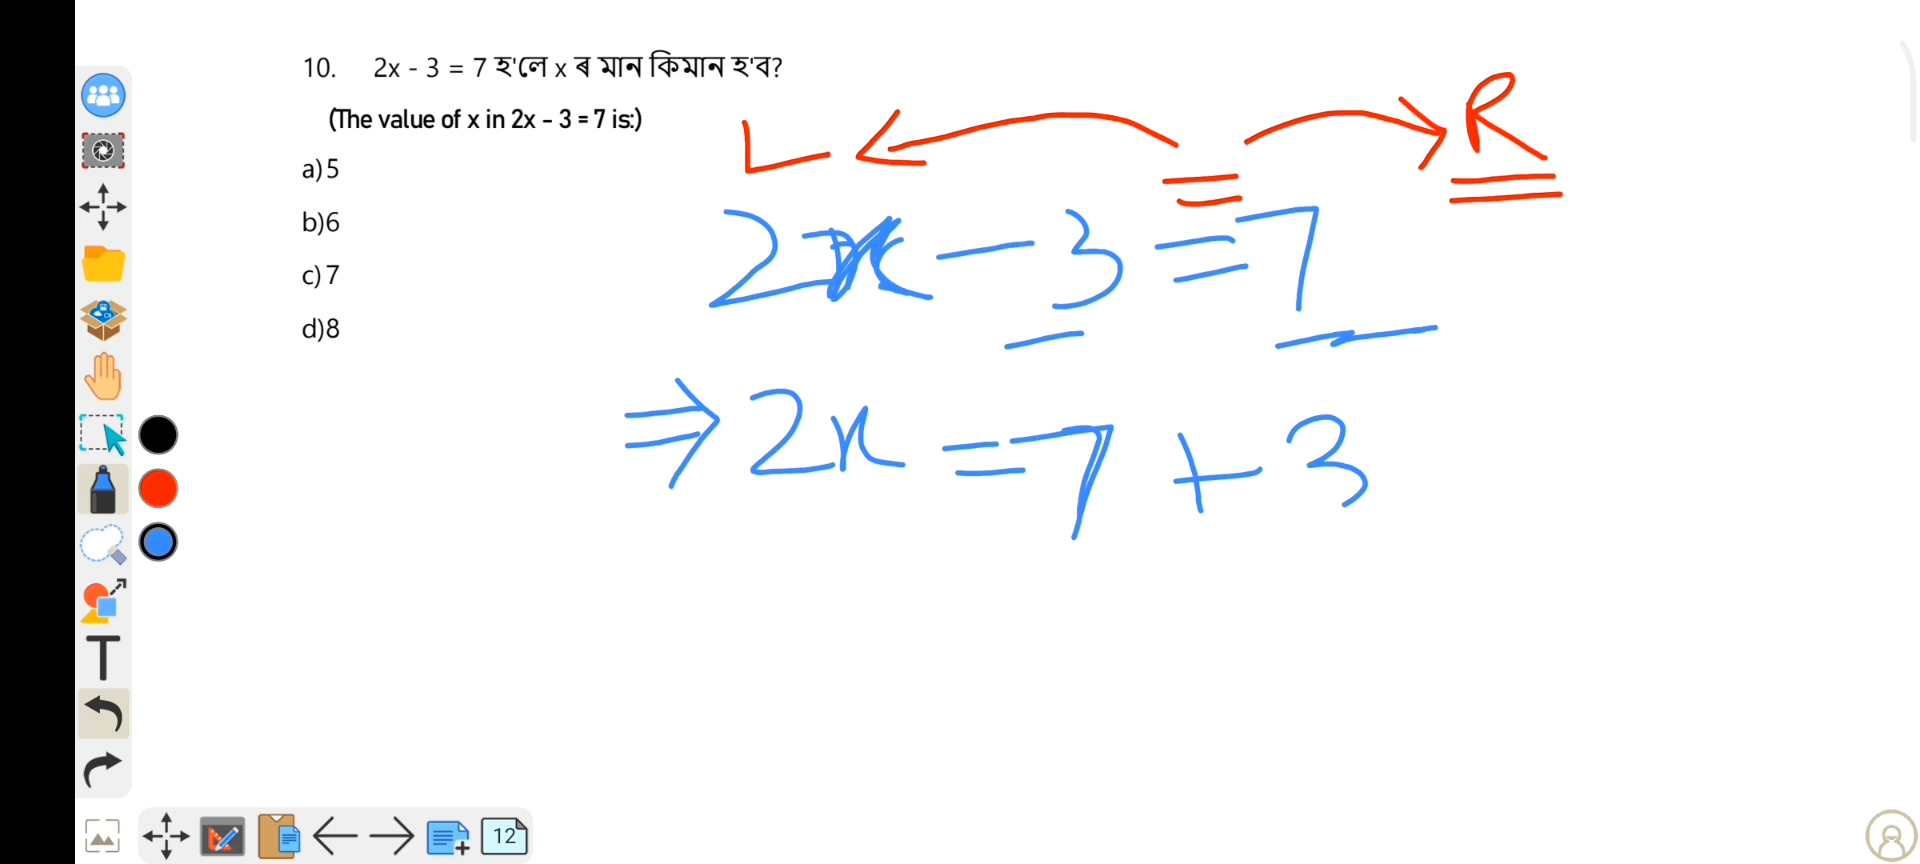 10. 2x - 3 = 7 হ'লে x ৰ মান কিমান হ'ব?
(The value of x in 2x – 3 = 7 is:)
a)5
b)6
c)7
d)8
L = R
2x - 3 = 7
⇒ 2x = 7 + 3
T
12